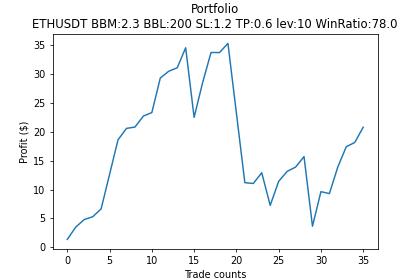 Portfolio
ETHUSDT BBM:2.3 BBL:200 SL:1.2 TP:0.6 lev:10 WinRatio:78.0
35
30
25
20
15
10
5
0
Profit ($)
0 5 10 15 20 25 30 35
Trade counts